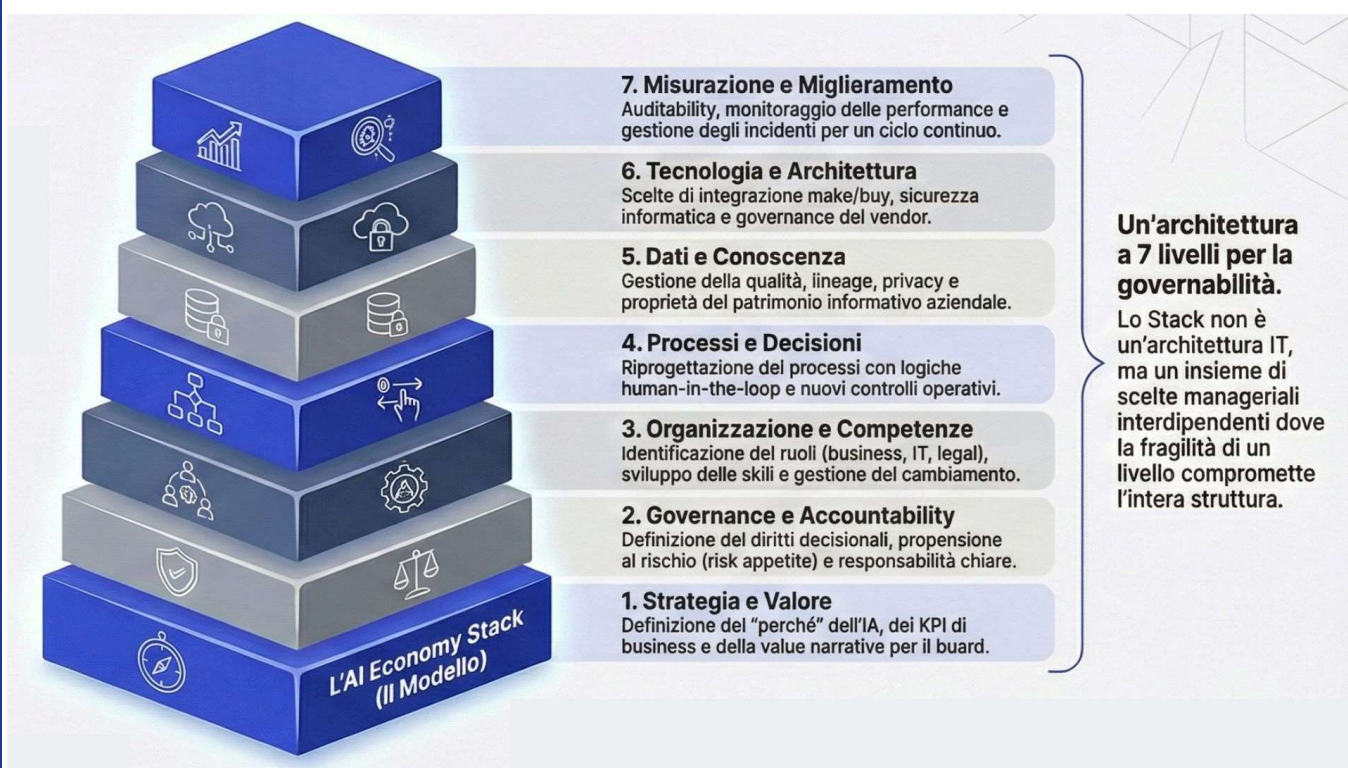 7. Misurazione e Miglieramento
Auditability, monitoraggio delle performance e
gestione degli incidenti per un ciclo continuo.
6. Tecnologia e Architettura
Scelte di integrazione make/buy, sicurezza
informatica e governance del vendor.
5. Dati e Conoscenza
Gestione della qualità, lineage, privacy e
proprietà del patrimonio informativo aziendale.
4. Processi e Decisioni
Riprogettazione del processi con logiche
human-in-the-loop e nuovi controlli operativi.
3. Organizzazione e Competenze
Identificazione del ruoli (business, IT, legal),
sviluppo delle skili e gestione del cambiamento.
2. Governance e Accountability
Definizione del diritti decisionali, propensione
al rischio (risk appetite) e responsabilità chiare.
1. Strategia e Valore
Definizione del “perché” dell’IA, dei KPI di
business e della value narrative per il buard.
L’AI Economy Stack
(Il Modello)
Un’architettura
a 7 livelli per la
governabilità.
Lo Stack non è
un’architettura IT,
ma un insieme di
scelte manageriali
interdipendenti dove
la fragilità di un
livello compromette
l’intera struttura.